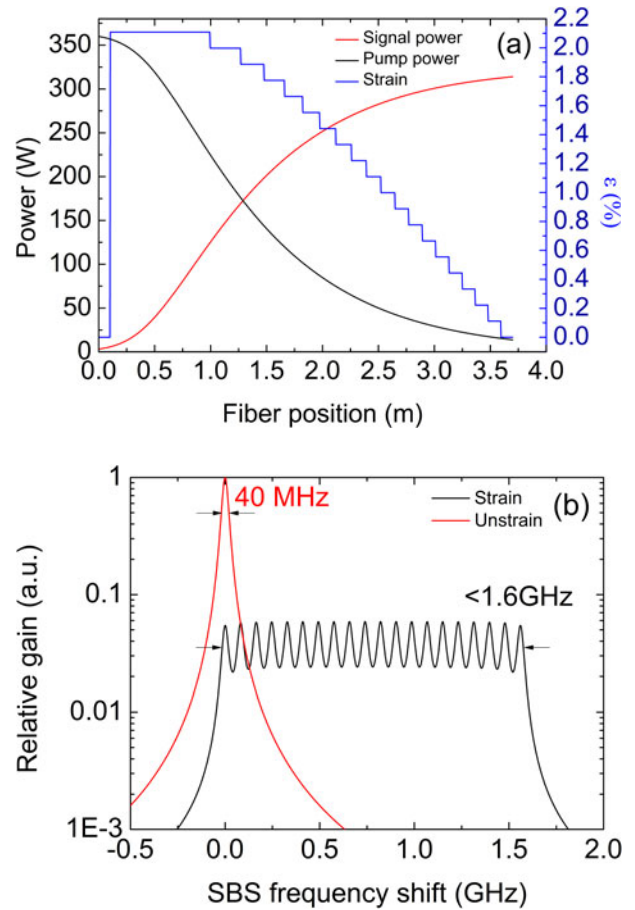 (a)
Signal power
Pump power
Strain
350
300
250
200
150
100
50
0
Power (W)
2.2
2.0
1.8
1.6
1.4
1.2
1.0
0.8
0.6
0.4
0.2
0.0
ε (%)
0.0 0.5 1.0 1.5 2.0 2.5 3.0 3.5 4.0
Fiber position (m)
(b)
Strain
Unstrain
40 MHz
<1.6GHz
1
0.1
0.01
1E-3
Relative gain (a.u.)
-0.5 0.0 0.5 1.0 1.5 2.0
SBS frequency shift (GHz)